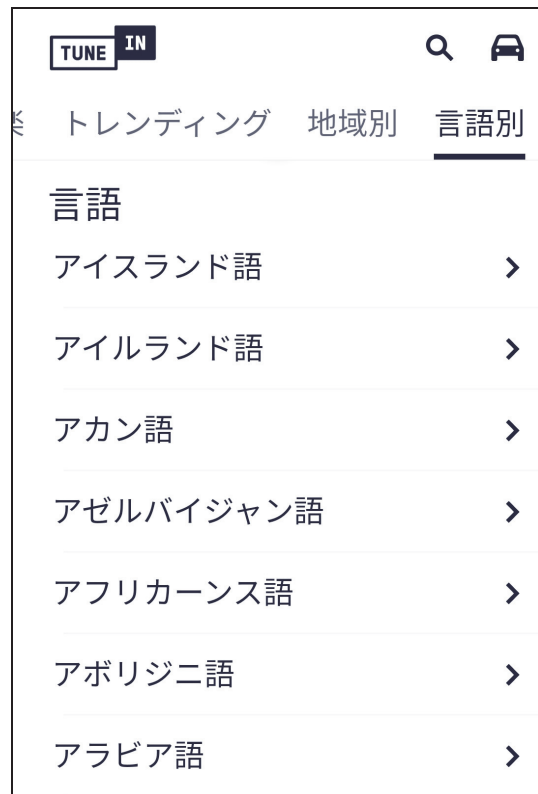 TUNE IN
トレンディング 地域別 言語別
言語
アイスランド語
アイルランド語
アカン語
アゼルバイジャン語
アフリカーンス語
アボリジニ語
アラビア語